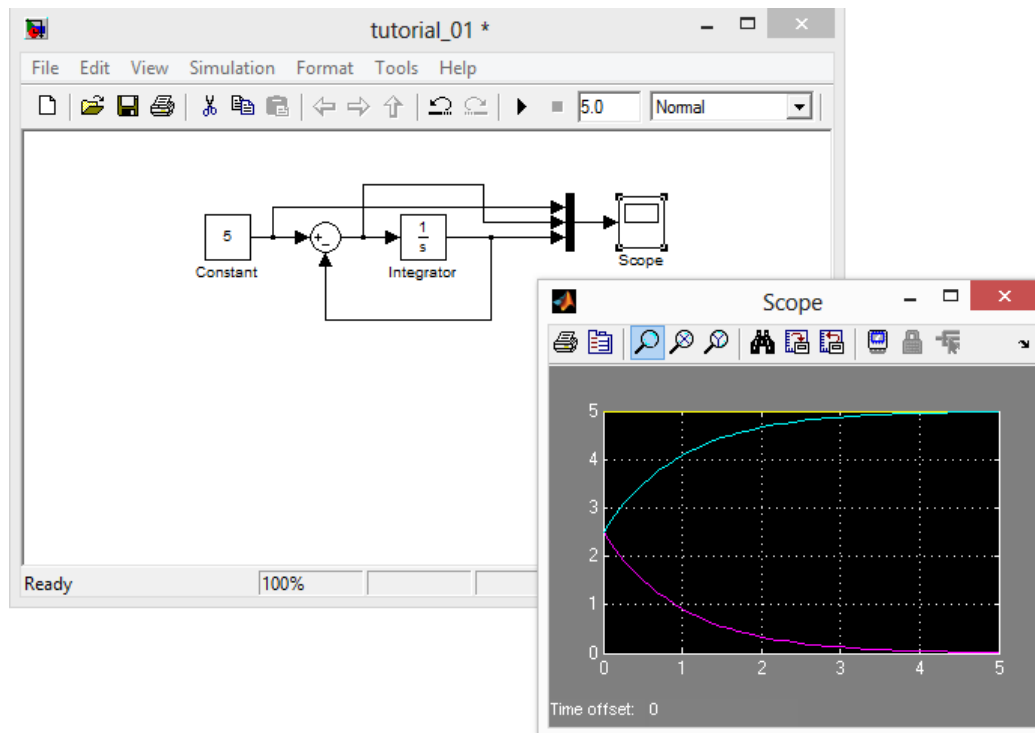 tutorial_01 *
File Edit View Simulation Format Tools Help
5.0 Normal
5
Constant
+
-
1
s
Integrator
Scope
Ready 100%
Scope
5
4
3
2
1
0
0 1 2 3 4 5
Time offset: 0